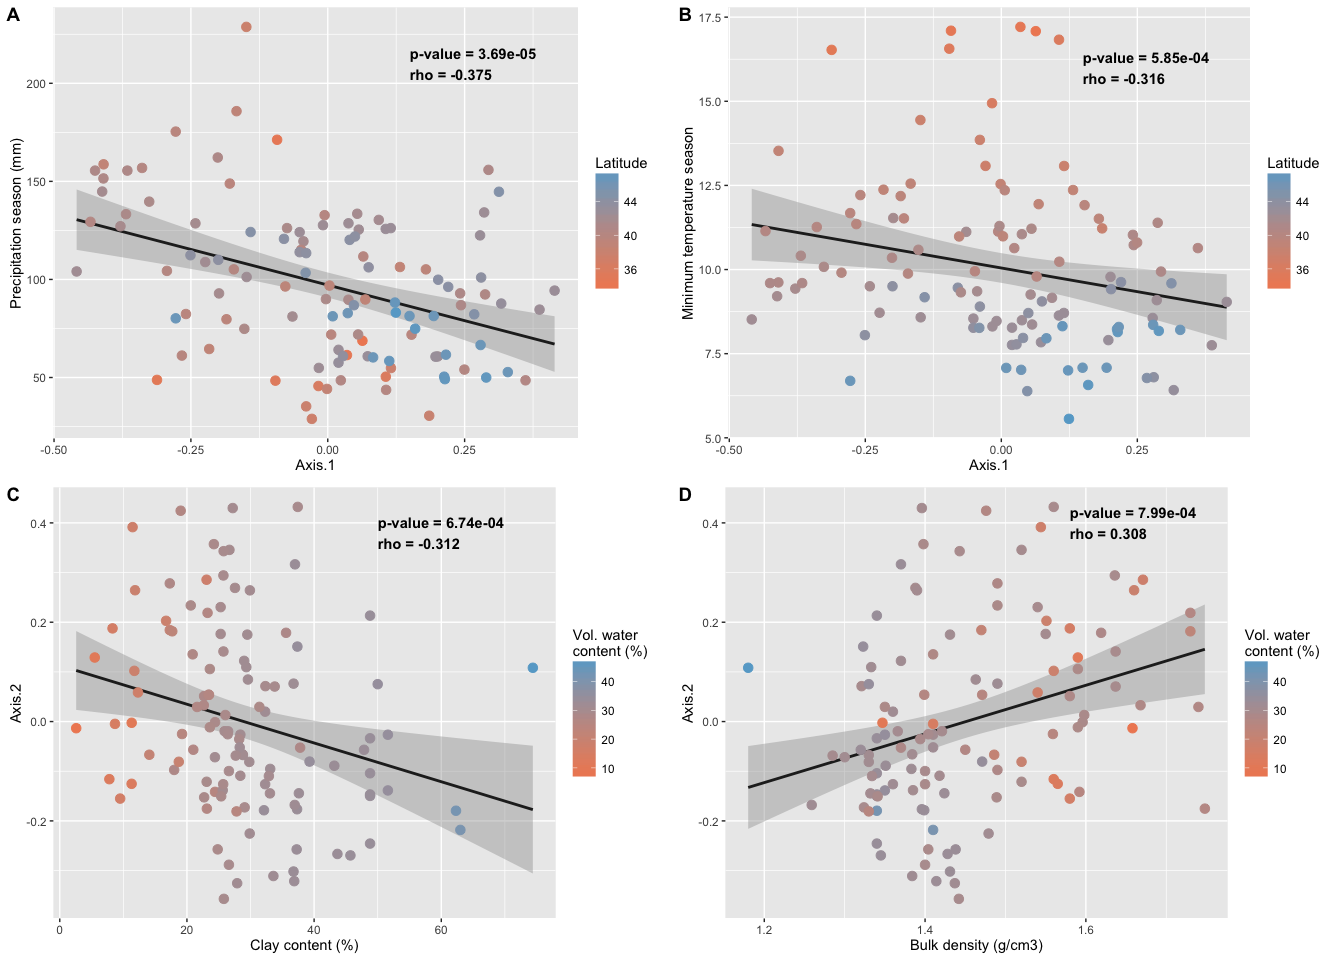 A
p-value = 3.69e-05
rho = -0.375
Precipitation season (mm)
200
150
100
50
-0.50
-0.25
0.00
0.25
Axis.1
Latitude
44
40
36
B
p-value = 5.85e-04
rho = -0.316
Minimum temperature season
17.5
15.0
12.5
10.0
7.5
5.0
-0.50
-0.25
0.00
0.25
Axis.1
Latitude
44
40
36
C
p-value = 6.74e-04
rho = -0.312
Axis.2
0.4
0.2
0.0
-0.2
0
20
40
60
Clay content (%)
Vol. water
content (%)
40
30
20
10
D
p-value = 7.99e-04
rho = 0.308
Axis.2
0.4
0.2
0.0
-0.2
1.2
1.4
1.6
Bulk density (g/cm3)
Vol. water
content (%)
40
30
20
10